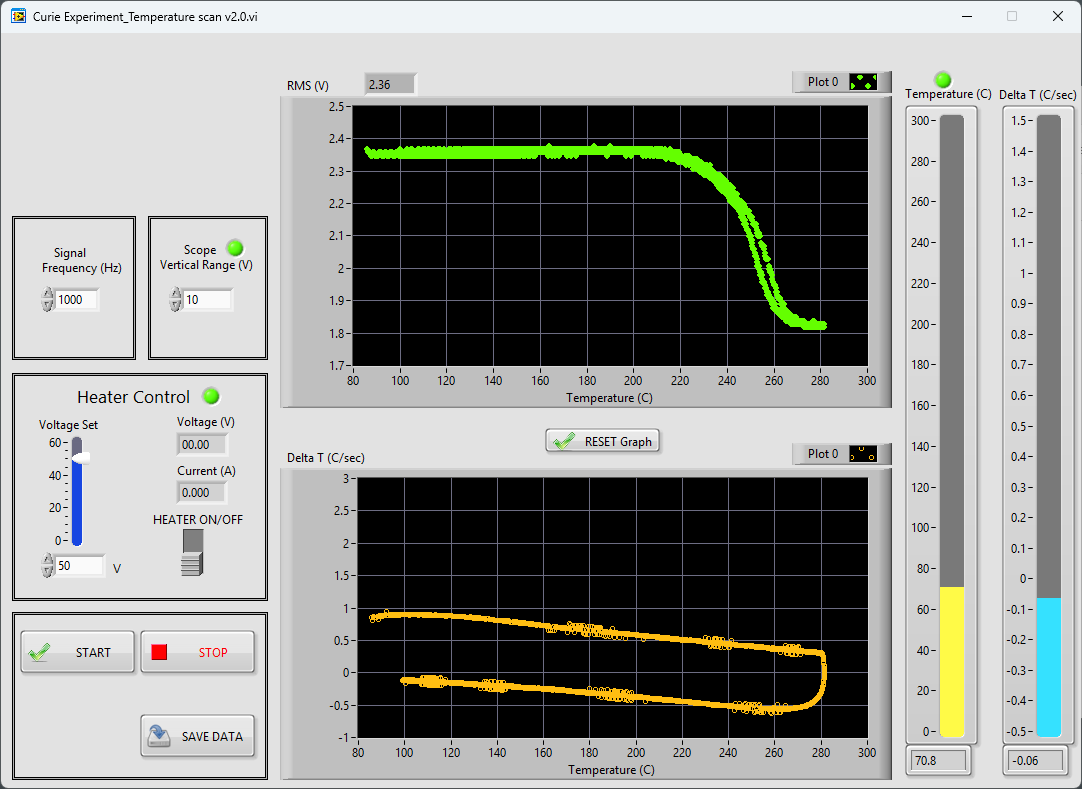 Curie Experiment_Temperature scan v2.0.vi
RMS (V)
2.36
Plot 0
2.5
2.4
2.3
2.2
2.1
2
1.9
1.8
1.7
80 100 120 140 160 180 200 220 240 260 280 300
Temperature (C)
Signal
Frequency (Hz)
1000
Scope
Vertical Range (V)
10
Heater Control
Voltage Set
60
40
20
0
50
V
Voltage (V)
00.00
Current (A)
0.000
HEATER ON/OFF
START
STOP
SAVE DATA
RESET Graph
Delta T (C/sec)
Plot 0
3
2.5
2
1.5
1
0.5
0
-0.5
-1
80 100 120 140 160 180 200 220 240 260 280 300
Temperature (C)
Temperature (C)
300
280
260
240
220
200
180
160
140
120
100
80
60
40
20
0
70.8
Delta T (C/sec)
1.5
1.4
1.3
1.2
1.1
1
0.9
0.8
0.7
0.6
0.5
0.4
0.3
0.2
0.1
0
-0.1
-0.2
-0.3
-0.4
-0.5
-0.06